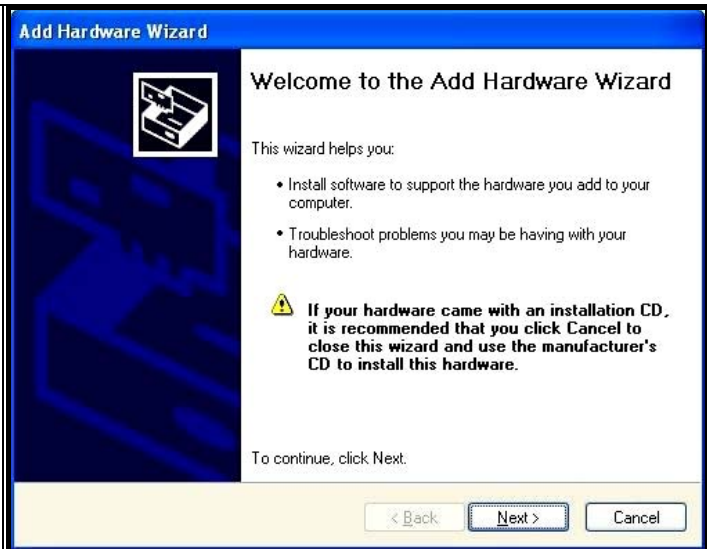 Add Hardware Wizard
Welcome to the Add Hardware Wizard
This wizard helps you:
• Install software to support the hardware you add to your
computer.
• Troubleshoot problems you may be having with your
hardware.
If your hardware came with an installation CD,
it is recommended that you click Cancel to
close this wizard and use the manufacturer's
CD to install this hardware.
To continue, click Next.
< Back Next > Cancel